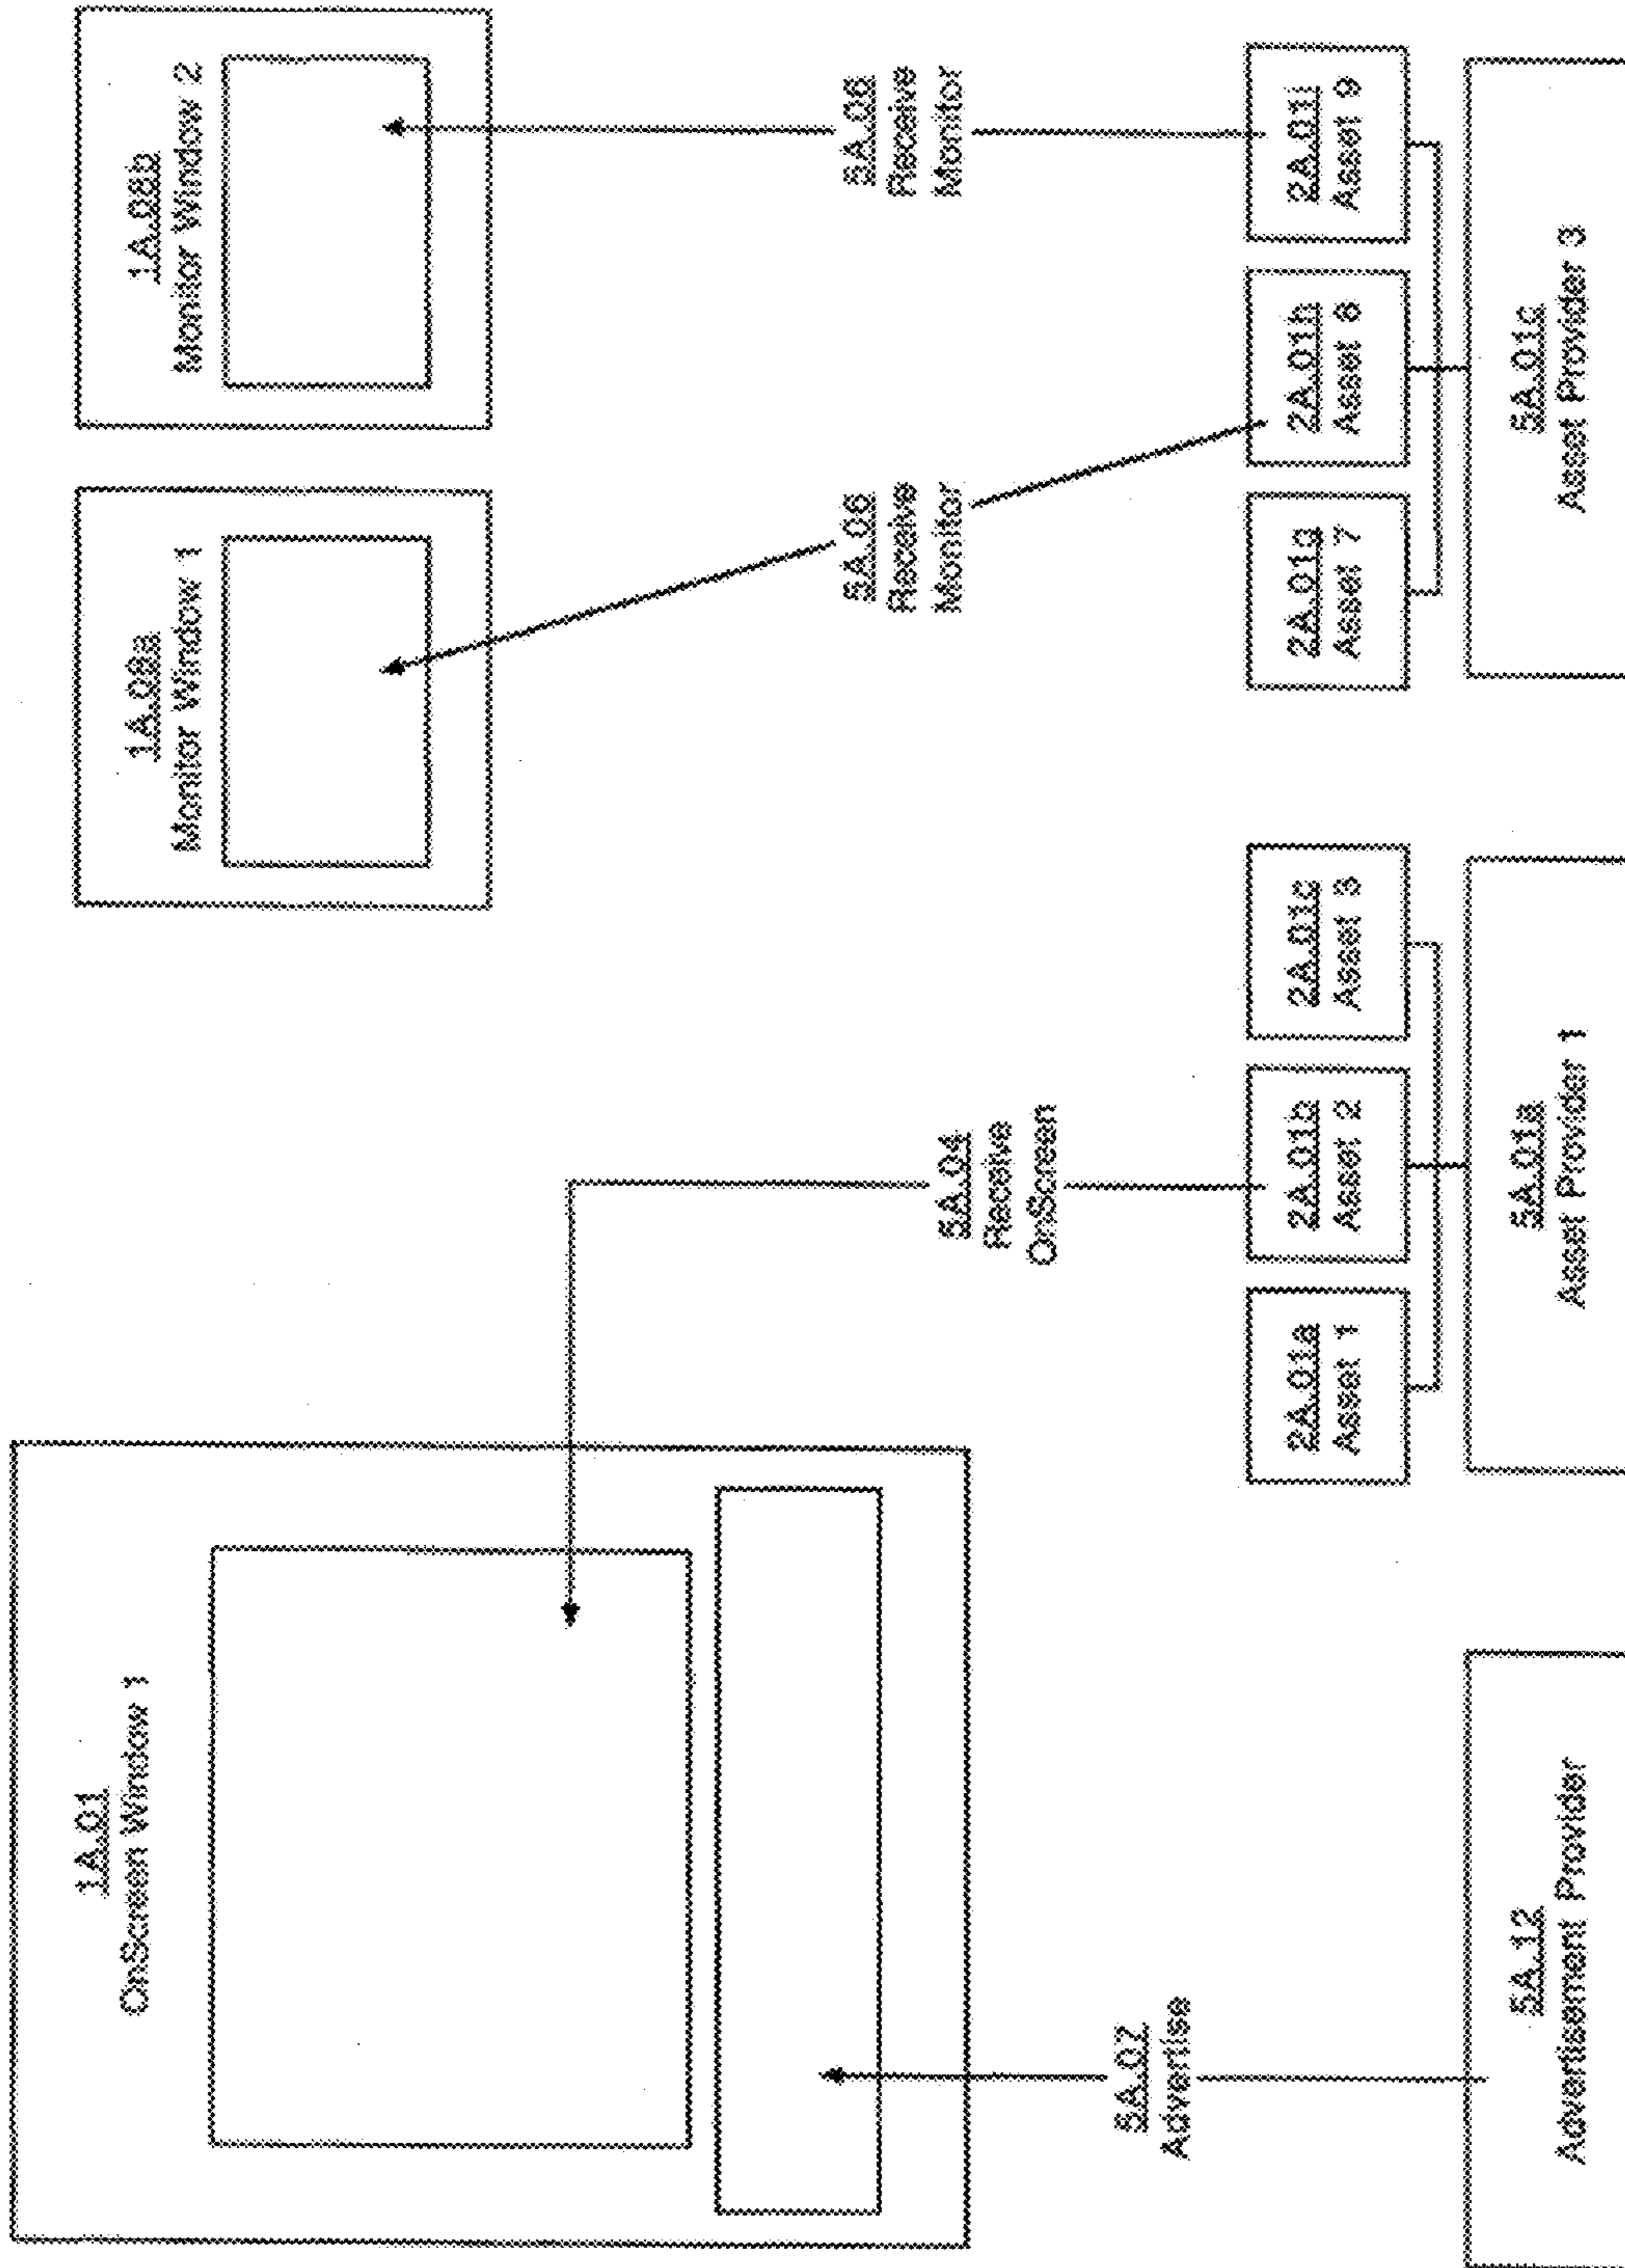 1A.01
OnScreen Window 1
1A.08a
Monitor Window 1
1A.08b
Monitor Window 2
5A.07
Advertise
5A.04
Receive
OnScreen
5A.06
Receive
Monitor
5A.06
Receive
Monitor
2A.01a
Asset 1
2A.01b
Asset 2
2A.01c
Asset 3
2A.01g
Asset 7
2A.01h
Asset 8
2A.01i
Asset 9
5A.12
Advertisement Provider
5A.01a
Asset Provider 1
5A.01c
Asset Provider 3